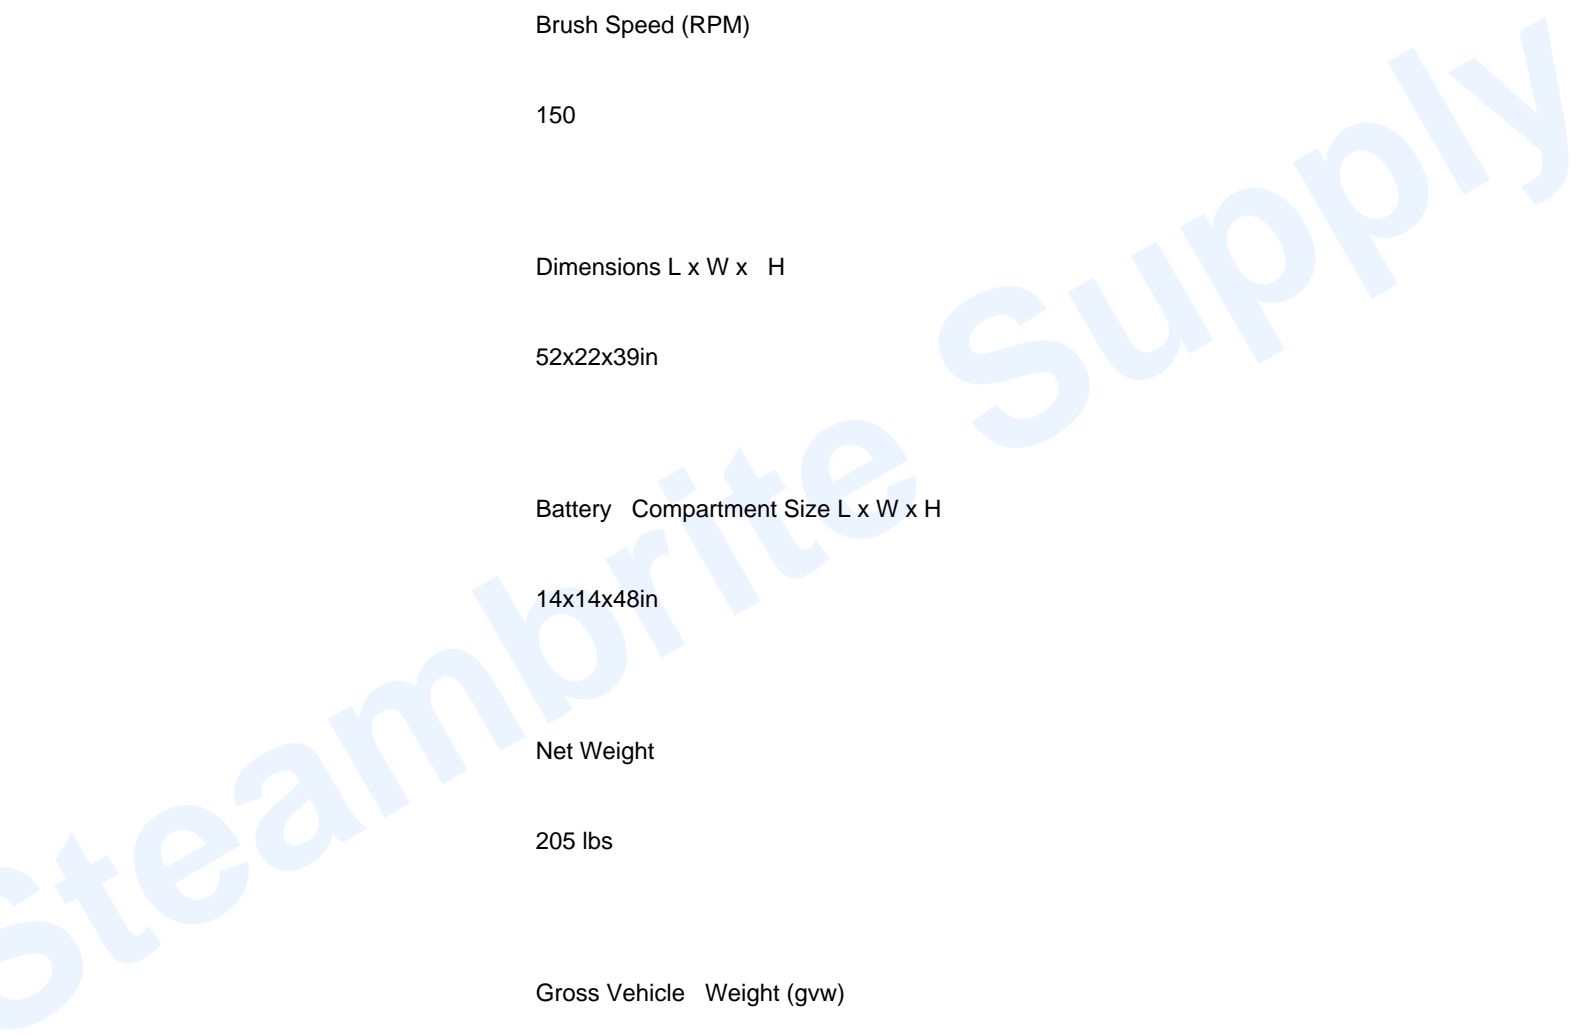 Brush Speed (RPM)
150
Dimensions L x W x   H
52x22x39in
Battery   Compartment Size L x W x H
14x14x48in
Net Weight
205 lbs
Gross Vehicle   Weight (gvw)
Steambrite Supply